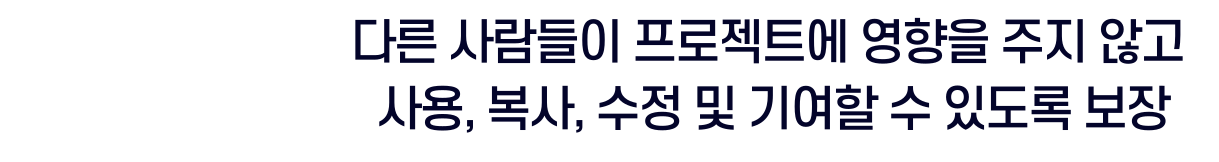 다른 사람들이 프로젝트에 영향을 주지 않고
사용, 복사, 수정 및 기여할 수 있도록 보장